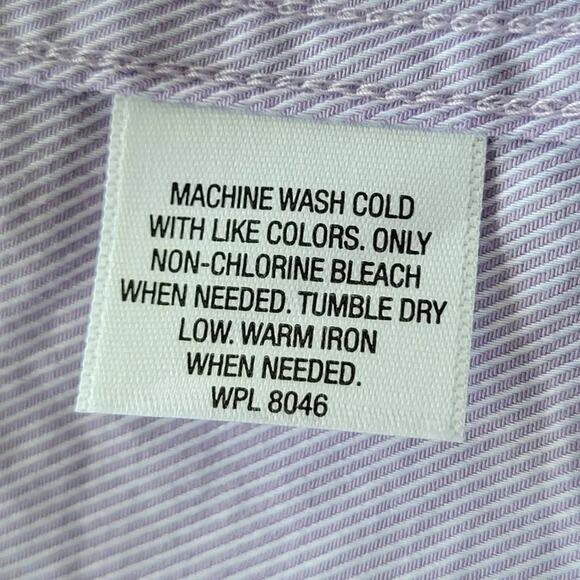 MACHINE WASH COLD
WITH LIKE COLORS. ONLY
NON-CHLORINE BLEACH
WHEN NEEDED. TUMBLE DRY
LOW. WARM IRON
WHEN NEEDED.
WPL 8046